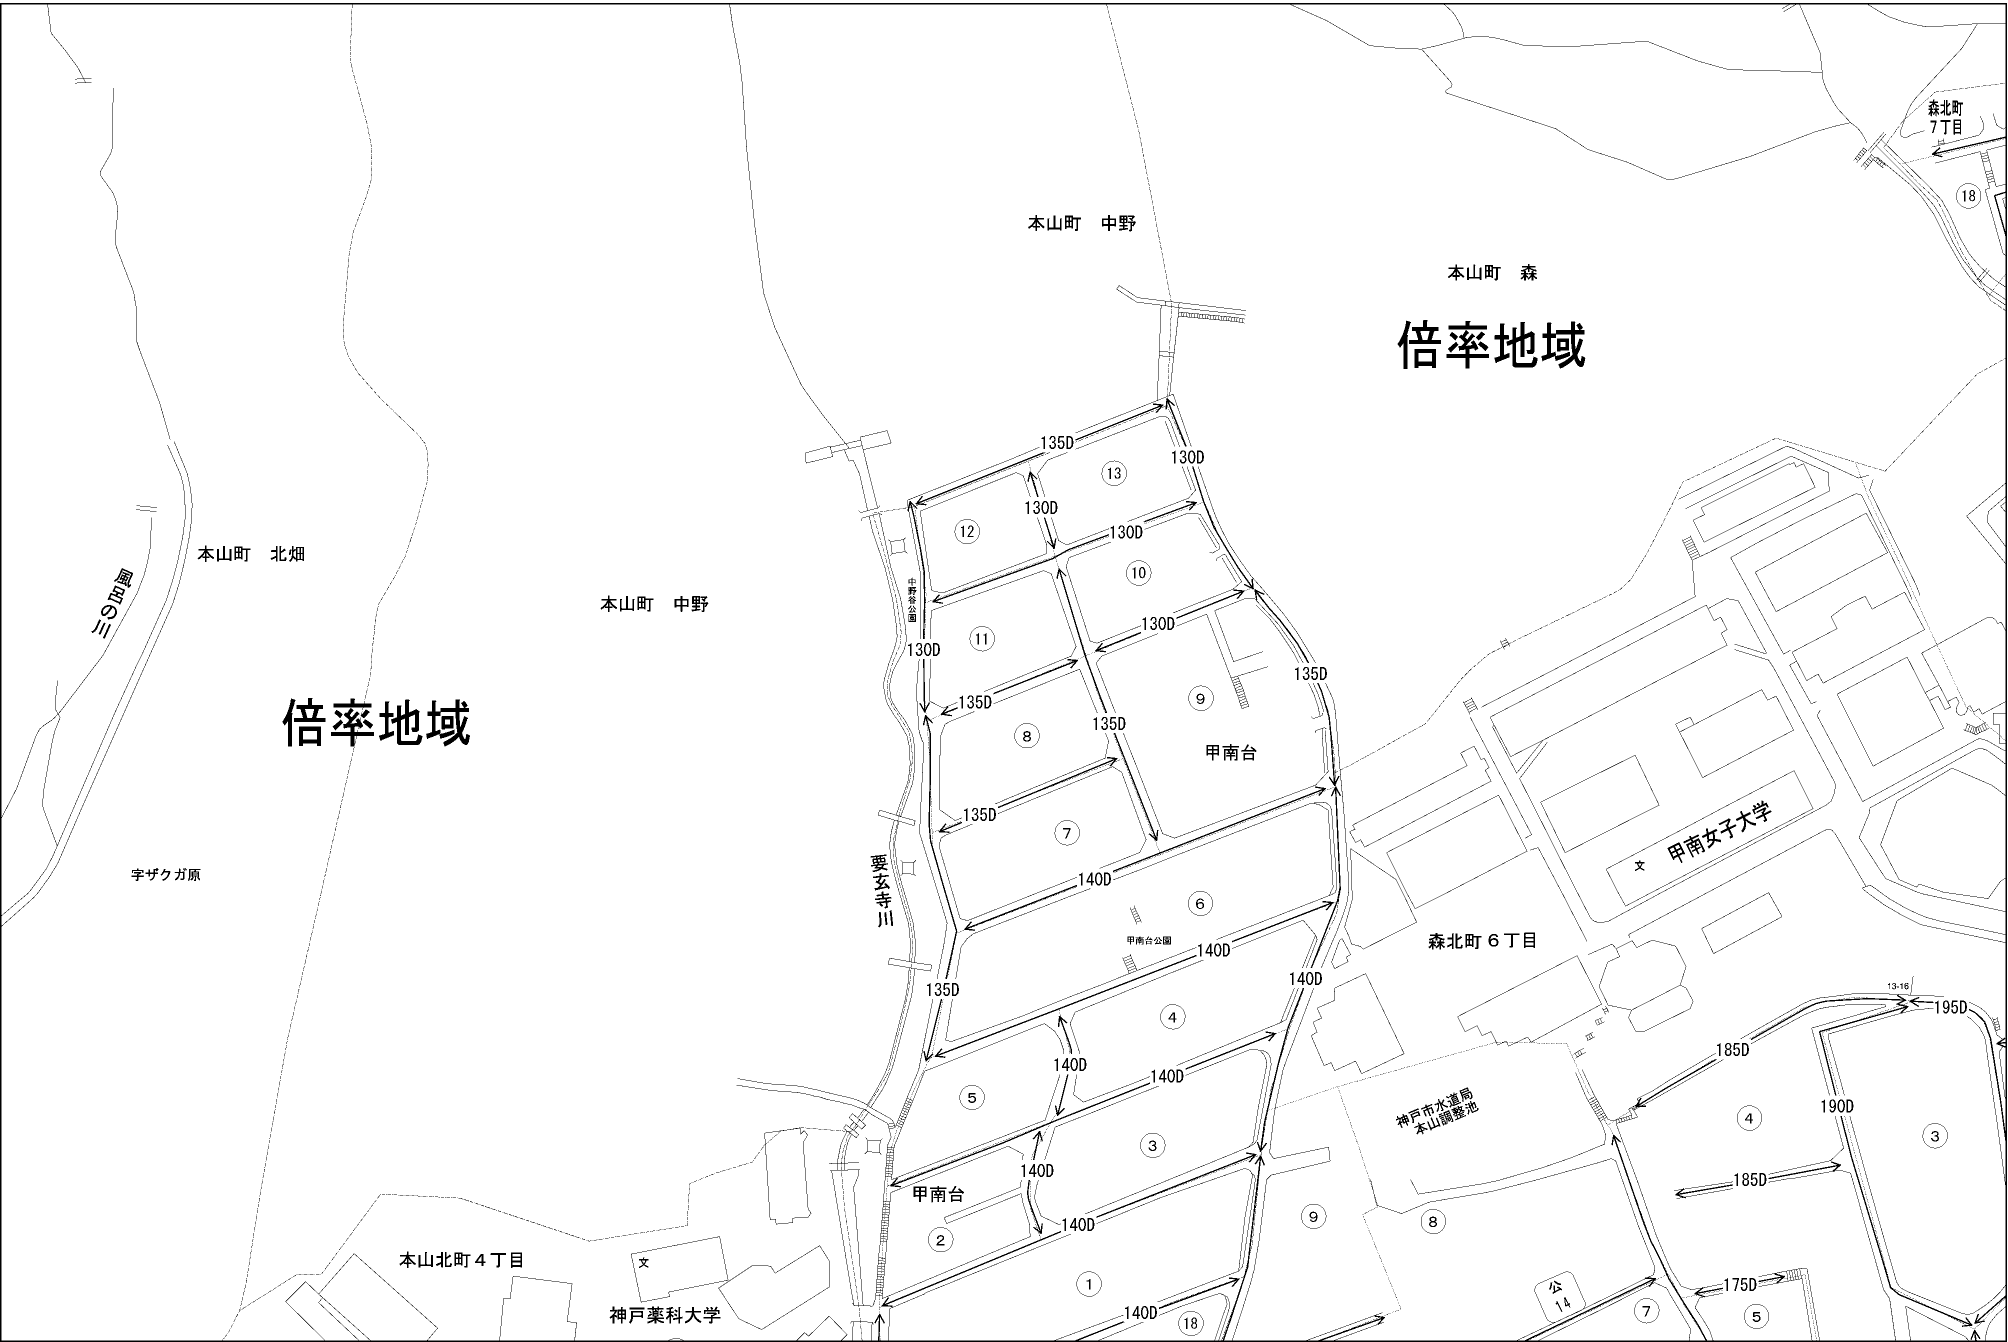 森北町
7丁目
18
本山町 中野
本山町 森
倍率地域
135D
130D
13
130D
12
130D
10
本山町 北畑
風呂の川
中野谷公園
本山町 中野
130D
11
130D
135D
135D
9
倍率地域
135D
8
甲南台
135D
7
甲南女子大学
文
字ザクガ原
要玄寺川
140D
6
甲南台公園
森北町6丁目
140D
135D
140D
13-16
195D
4
185D
140D
140D
5
神戸市水道局
本山調整池
190D
4
3
3
140D
185D
甲南台
140D
9
8
2
本山北町4丁目
文
1
175D
公
14
神戸薬科大学
140D
18
7
5